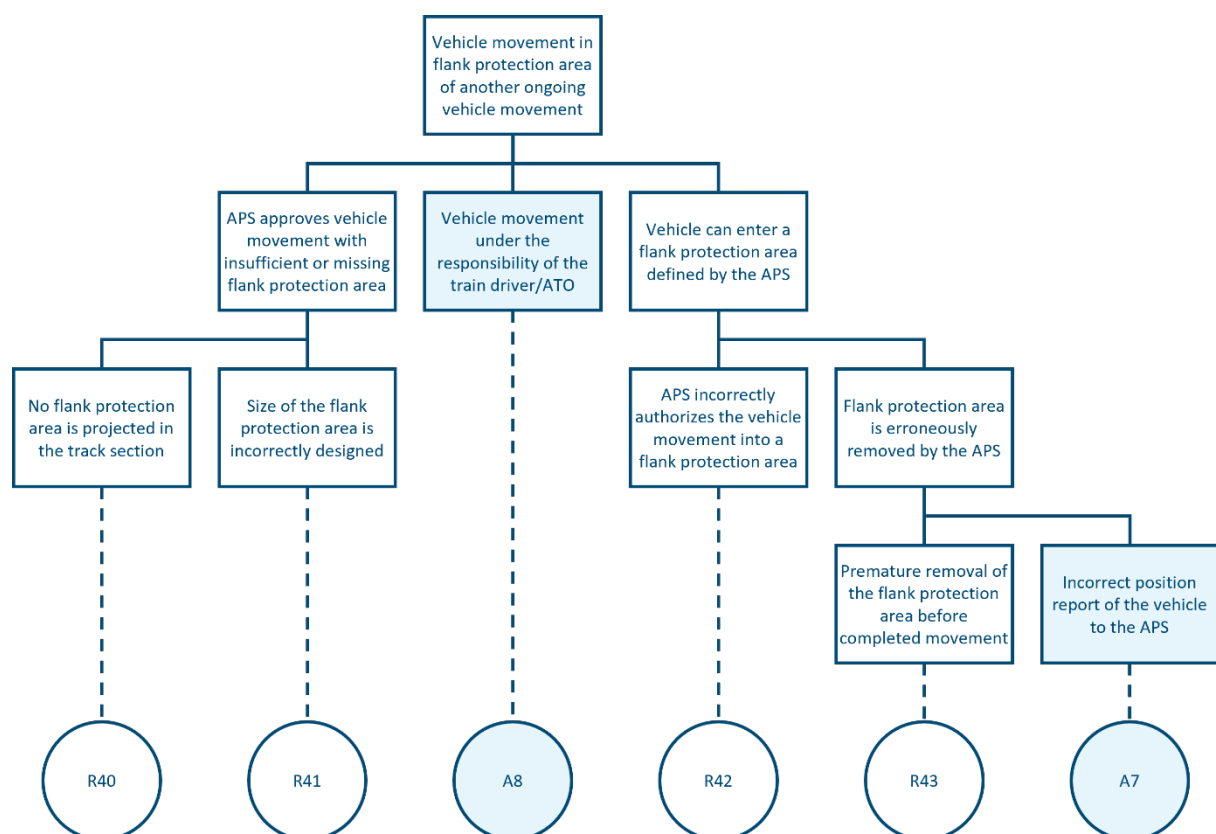 Vehicle movement in
flank protection area
of another ongoing
vehicle movement
APS approves vehicle
movement with
insufficient or missing
flank protection area
Vehicle movement
under the
responsibility of the
train driver/ATO
Vehicle can enter a
flank protection area
defined by the APS
No flank protection
area is projected in
the track section
Size of the flank
protection area is
incorrectly designed
APS incorrectly
authorizes the vehicle
movement into a
flank protection area
Flank protection area
is erroneously
removed by the APS
Premature removal of
the flank protection
area before
completed movement
Incorrect position
report of the vehicle
to the APS
R40
R41
A8
R42
R43
A7